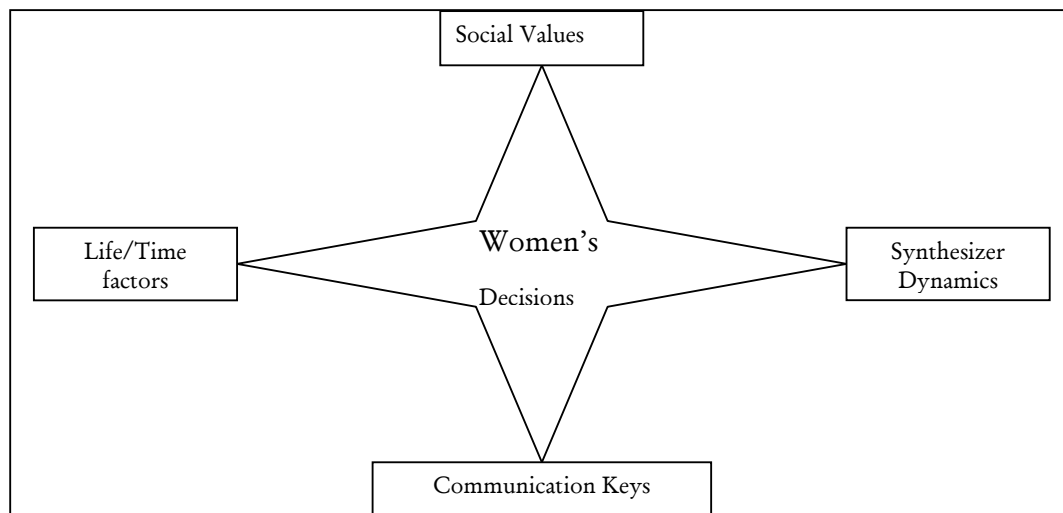 Social Values
Life/Time
factors
Women’s
Decisions
Synthesizer
Dynamics
Communication Keys